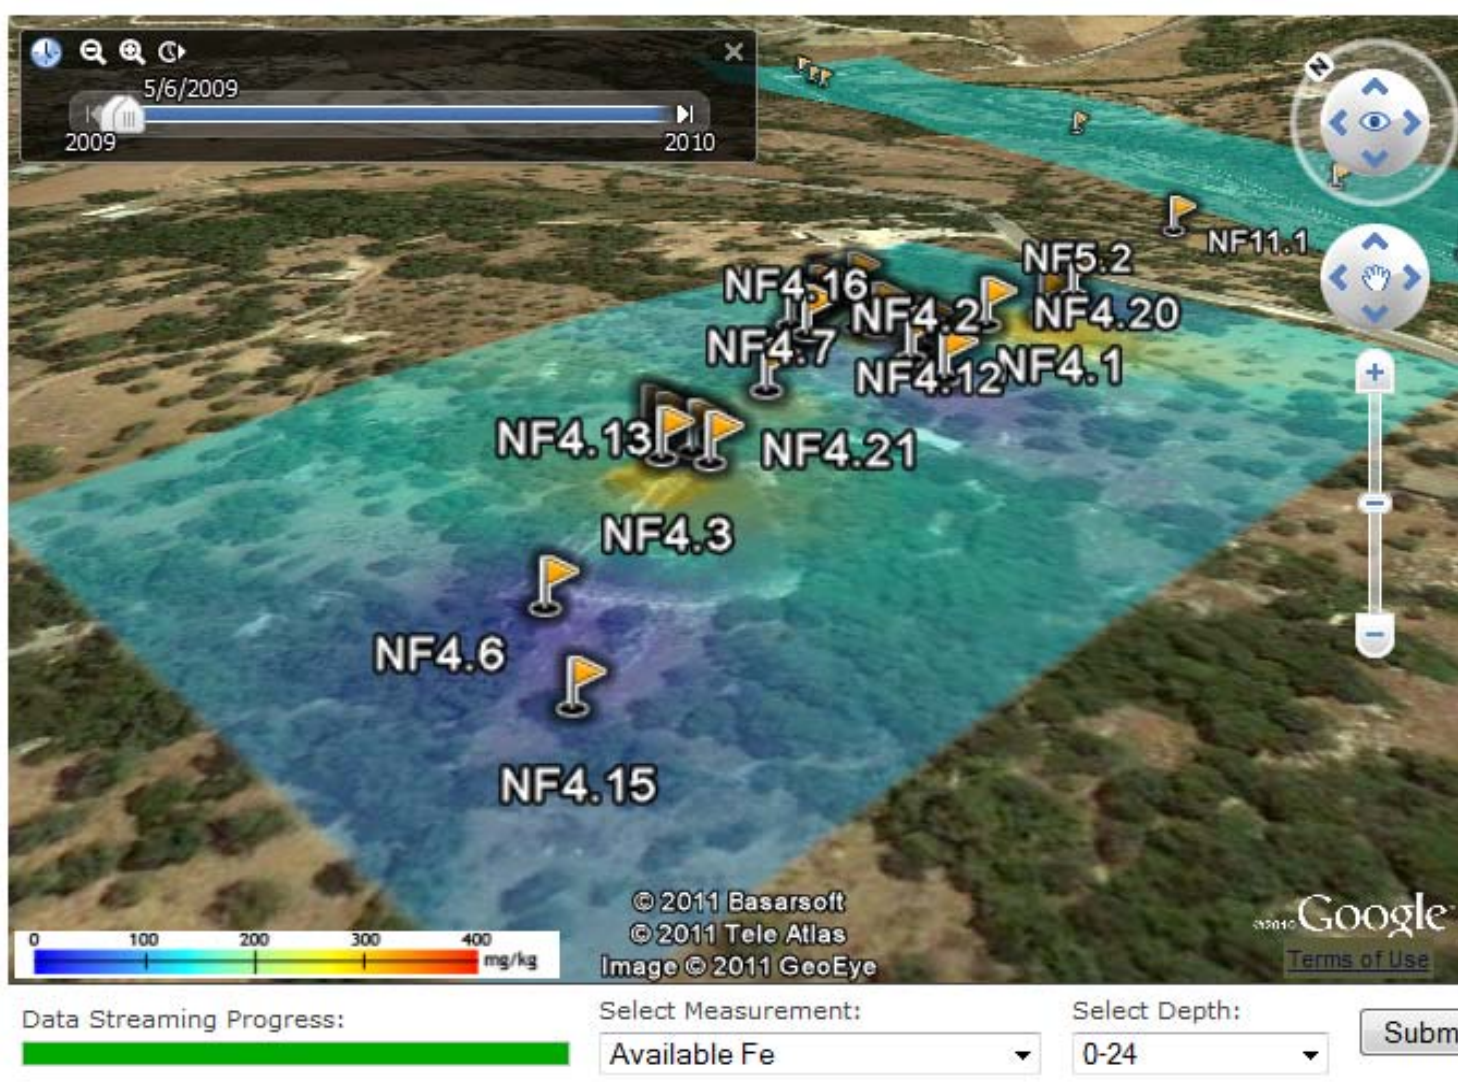 5/6/2009
2009
2010
N
NF11.1
NF5.2
NF4.16
NF4.2
NF4.20
NF4.7
NF4.12
NF4.1
NF4.13
NF4.21
NF4.3
NF4.6
NF4.15
© 2011 Basarsoft
© 2011 Tele Atlas
Image © 2011 GeoEye
©2010 Google
Terms of Use
0 100 200 300 400
mg/kg
Data Streaming Progress:
Select Measurement:
Select Depth:
Available Fe
0-24
Subm